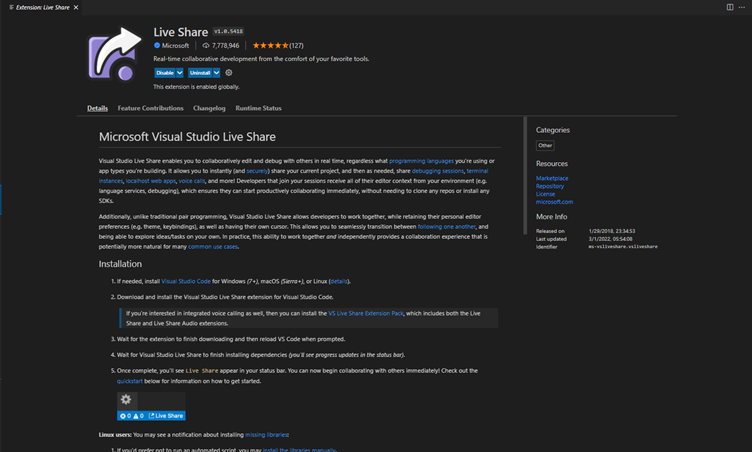 Extension: Live Share
Live Share v1.0.5418
Microsoft 7,778,946 (127)
Real-time collaborative development from the comfort of your favorite tools.
Disable Uninstall
This extension is enabled globally.
Details Feature Contributions Changelog Runtime Status
Microsoft Visual Studio Live Share
Visual Studio Live Share enables you to collaboratively edit and debug with others in real time, regardless what programming languages you're using or
app types you're building. It allows you to instantly (and securely) share your current project, and then as needed, share debugging sessions, terminal
instances, localhost web apps, voice calls, and more! Developers that join your sessions receive all of their editor context from your environment (e.g.
language services, debugging), which ensures they can start productively collaborating immediately, without needing to clone any repos or install any
SDKs.
Additionally, unlike traditional pair programming, Visual Studio Live Share allows developers to work together, while retaining their personal editor
preferences (e.g. theme, keybindings), as well as having their own cursor. This allows you to seamlessly transition between following one another, and
being able to explore ideas/tasks on your own. In practice, this ability to work together and independently provides a collaboration experience that is
potentially more natural for many common use cases.
Installation
1. If needed, install Visual Studio Code for Windows (7+), macOS (Sierra+), or Linux (details).
2. Download and install the Visual Studio Live Share extension for Visual Studio Code.
If you're interested in integrated voice calling as well, then you can install the VS Live Share Extension Pack, which includes both the Live
Share and Live Share Audio extensions.
3. Wait for the extension to finish downloading and then reload VS Code when prompted.
4. Wait for Visual Studio Live Share to finish installing dependencies (you'll see progress updates in the status bar).
5. Once complete, you'll see Live Share appear in your status bar. You can now begin collaborating with others immediately! Check out the
quickstart below for information on how to get started.
0 0 Live Share
Linux users: You may see a notification about installing missing libraries:
1. If you'd prefer not to run an automated script, you may install the libraries manually.
Categories
Other
Resources
Marketplace
Repository
License
microsoft.com
More Info
Released on 1/29/2018, 23:34:53
Last updated 3/1/2022, 05:54:08
Identifier ms-vsliveshare.vsliveshare